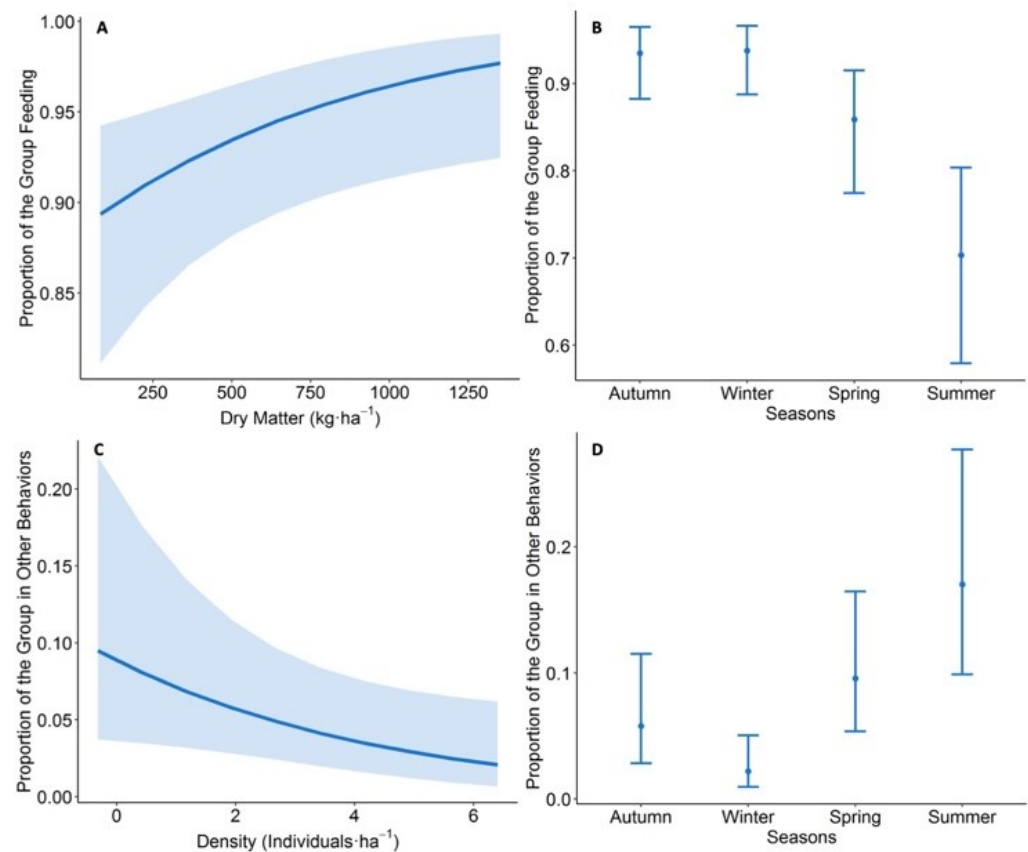 A
Proportion of the Group Feeding
1.00
0.95
0.90
0.85
250 500 750 1000 1250
Dry Matter (kg·ha⁻¹)
B
Proportion of the Group Feeding
0.9
0.8
0.7
0.6
Autumn Winter Spring Summer
Seasons
C
Proportion of the Group in Other Behaviors
0.20
0.15
0.10
0.05
0.00
0 2 4 6
Density (Individuals·ha⁻¹)
D
Proportion of the Group in Other Behaviors
0.2
0.1
0.0
Autumn Winter Spring Summer
Seasons